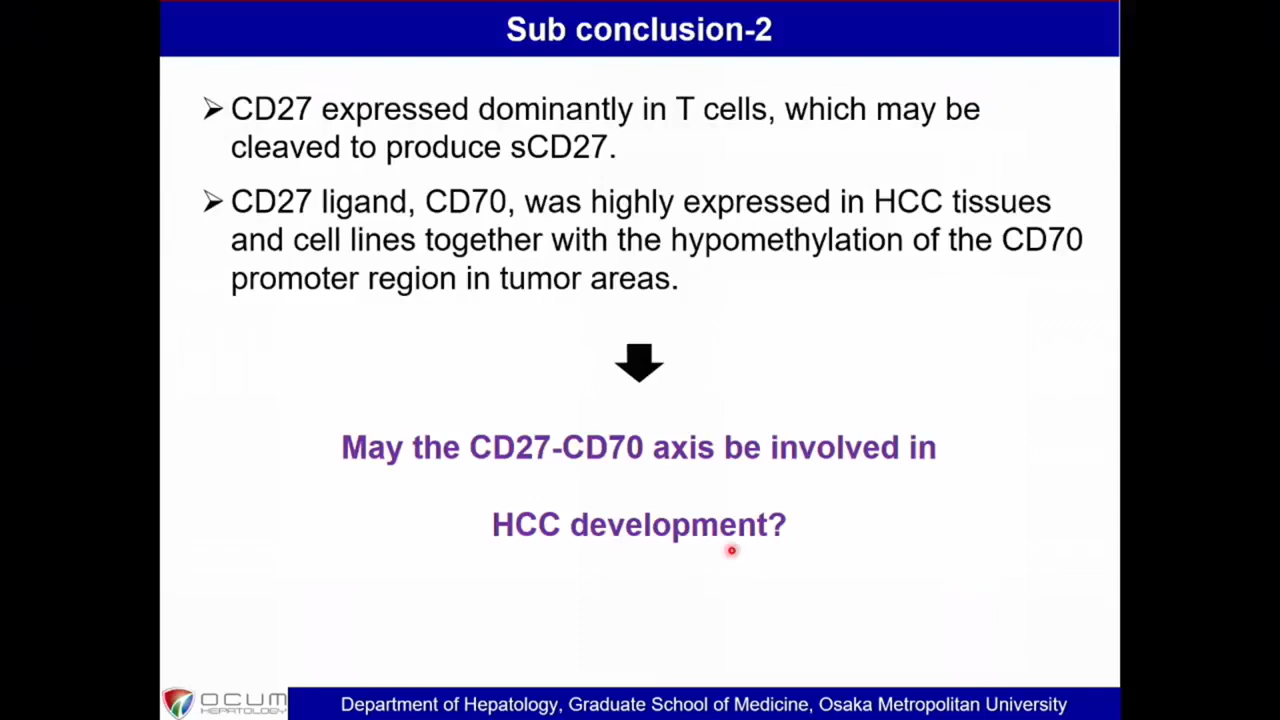 Sub conclusion-2
➢ CD27 expressed dominantly in T cells, which may be
cleaved to produce sCD27.
➢ CD27 ligand, CD70, was highly expressed in HCC tissues
and cell lines together with the hypomethylation of the CD70
promoter region in tumor areas.
May the CD27-CD70 axis be involved in
HCC development?
OCUM
HEPATOLOGY
Department of Hepatology, Graduate School of Medicine, Osaka Metropolitan University